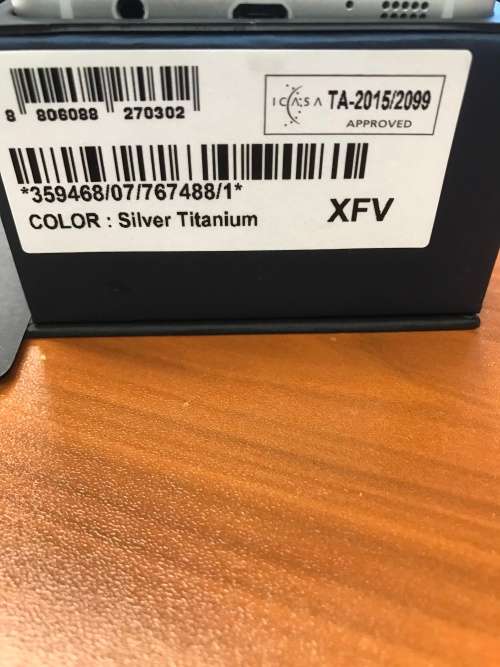 8 806088 270302
ICASA TA-2015/2099
APPROVED
*359468/07/767488/1*
COLOR : Silver Titanium
XFV